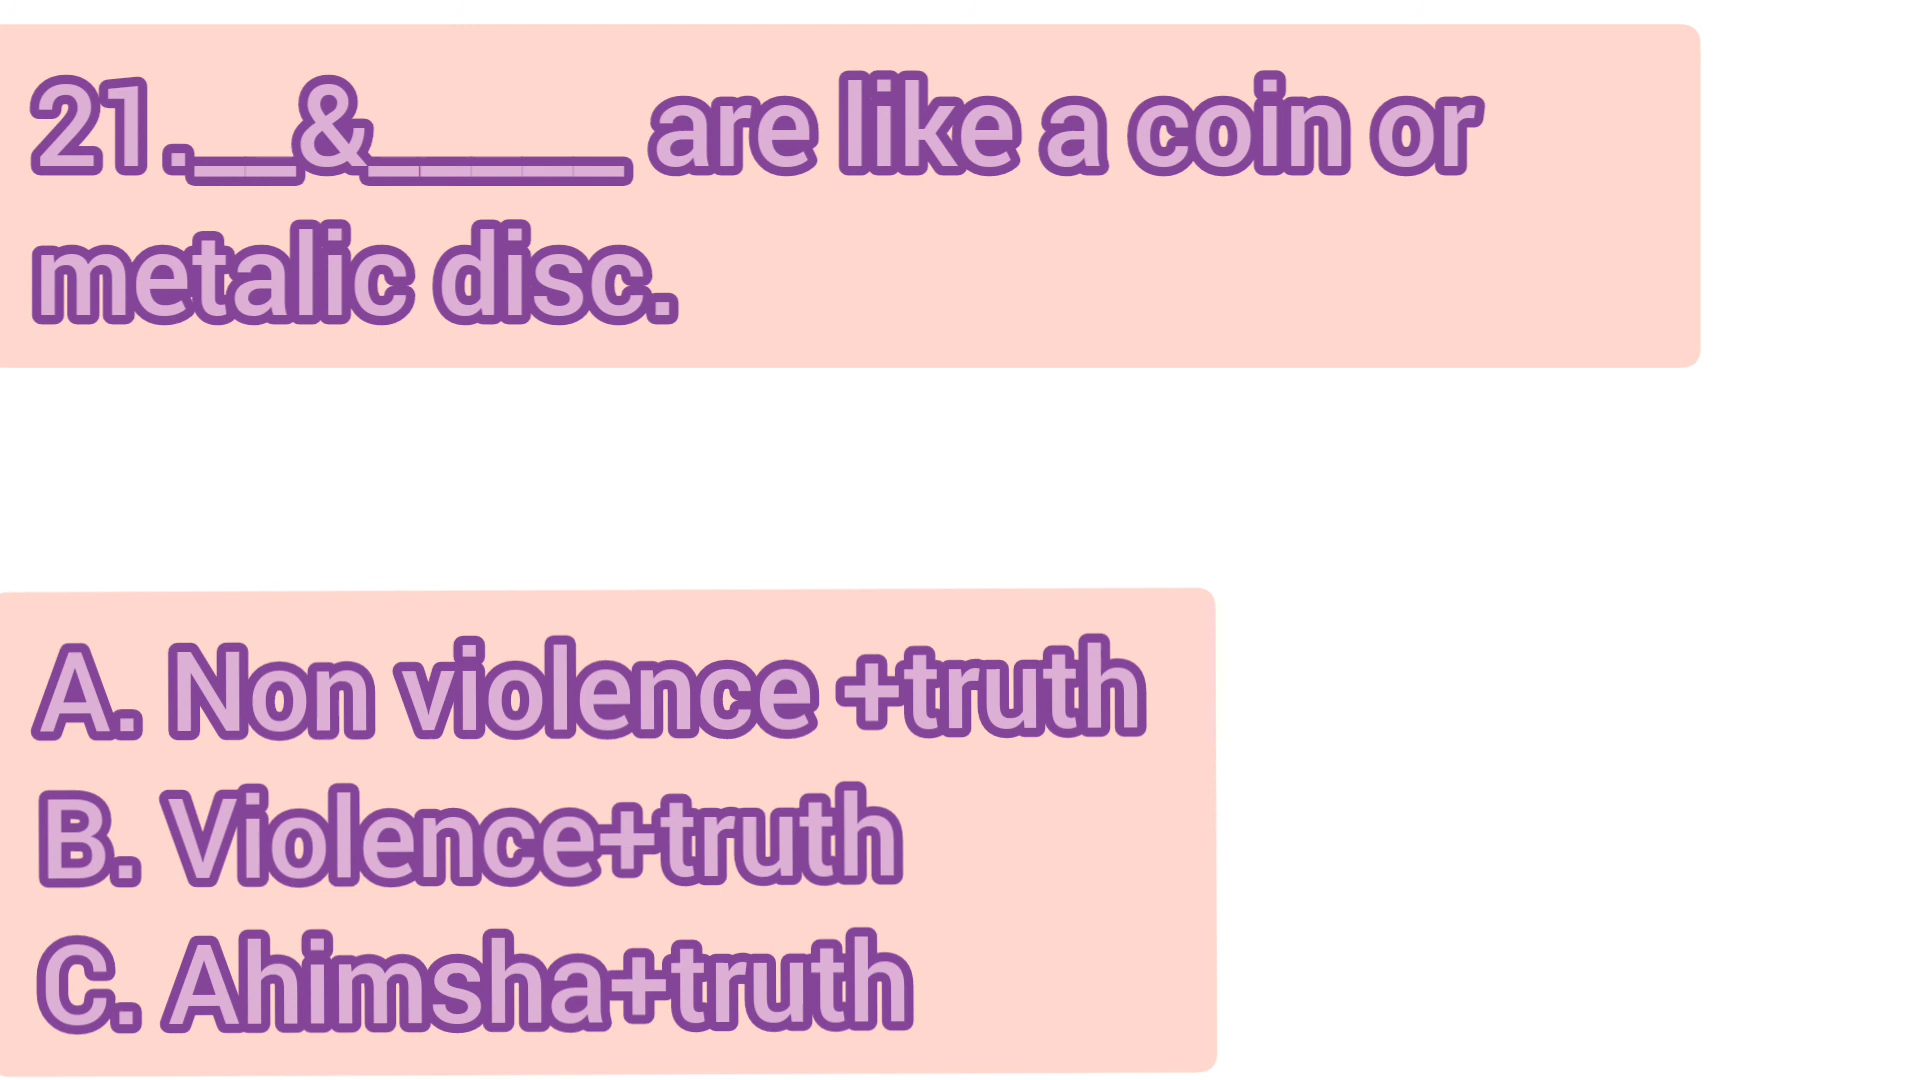 21.__&_____ are like a coin or
metalic disc.
A. Non violence +truth
B. Violence+truth
C. Ahimsha+truth